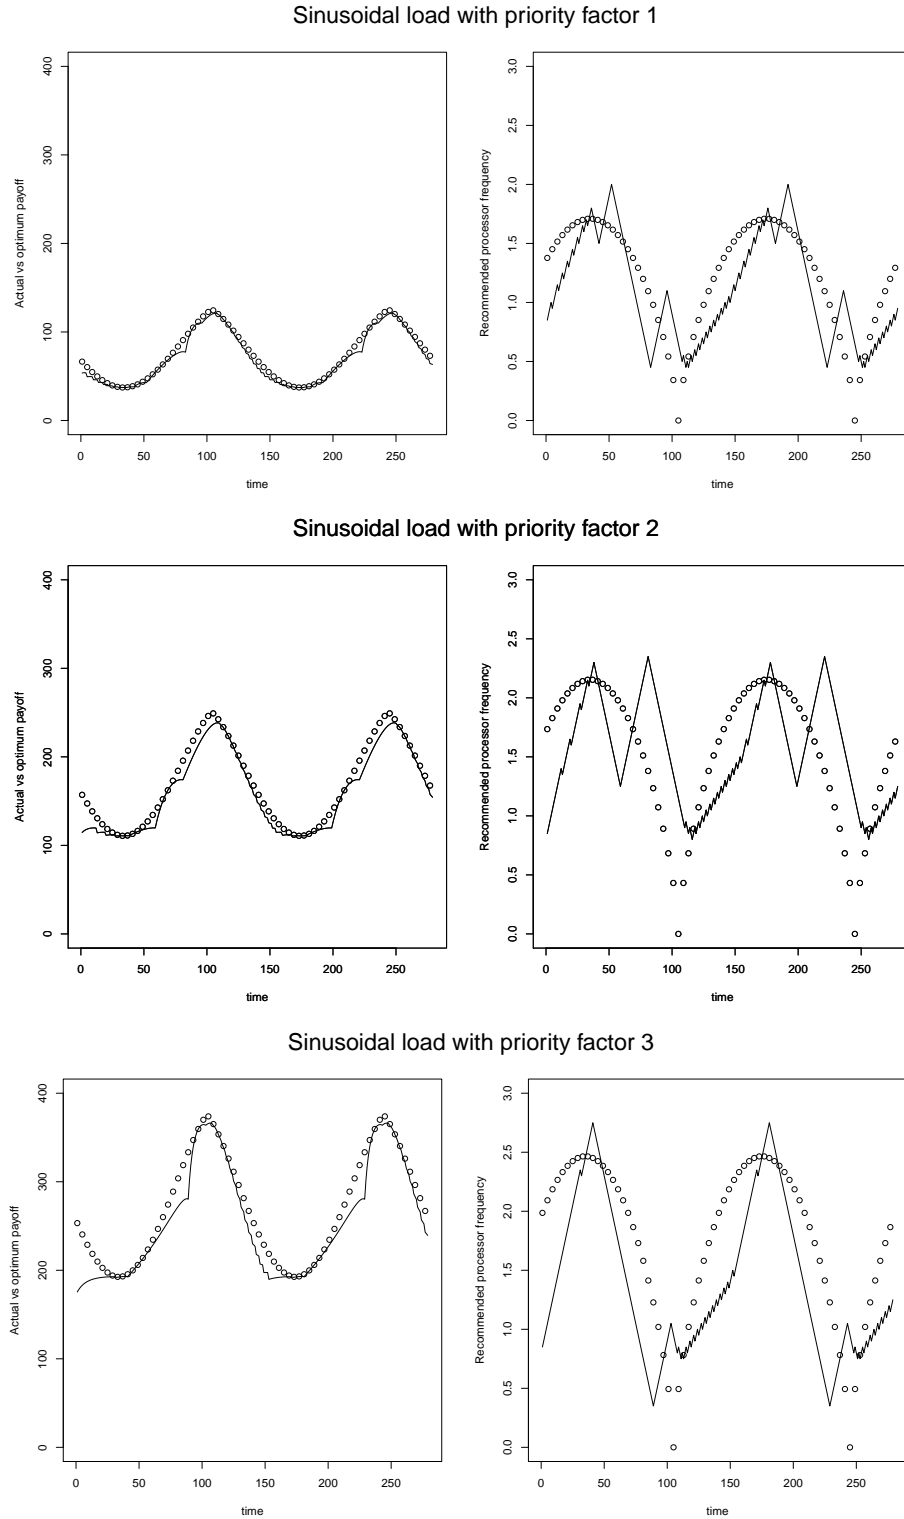 Sinusoidal load with priority factor 1
Actual vs optimum payoff
400
300
200
100
0
0 50 100 150 200 250
time
Recommended processor frequency
3.0
2.5
2.0
1.5
1.0
0.5
0.0
0 50 100 150 200 250
time
Sinusoidal load with priority factor 2
Actual vs optimum payoff
400
300
200
100
0
0 50 100 150 200 250
time
Recommended processor frequency
3.0
2.5
2.0
1.5
1.0
0.5
0.0
0 50 100 150 200 250
time
Sinusoidal load with priority factor 3
Actual vs optimum payoff
400
300
200
100
0
0 50 100 150 200 250
time
Recommended processor frequency
3.0
2.5
2.0
1.5
1.0
0.5
0.0
0 50 100 150 200 250
time